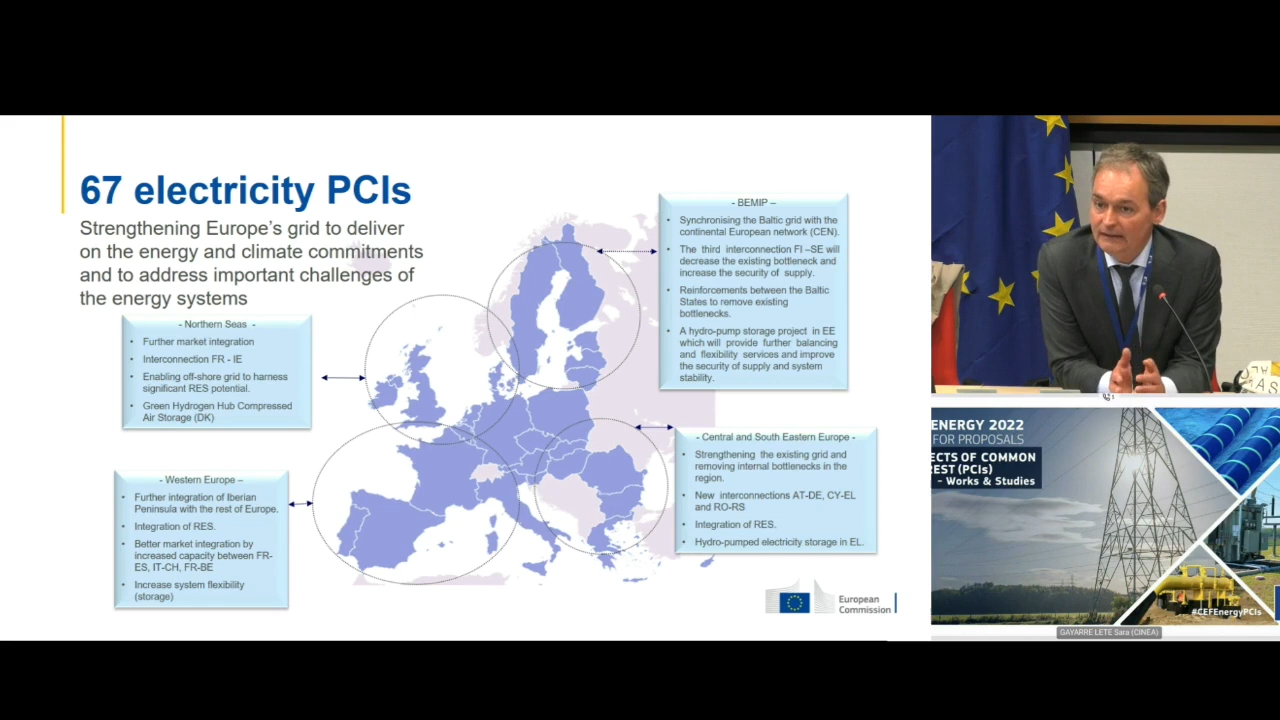 67 electricity PCIs
Strengthening Europe's grid to deliver
on the energy and climate commitments
and to address important challenges of
the energy systems
- Northern Seas -
• Further market integration
• Interconnection FR - IE
• Enabling off-shore grid to harness
significant RES potential.
• Green Hydrogen Hub Compressed
Air Storage (DK)
- Western Europe –
• Further integration of Iberian
Peninsula with the rest of Europe.
• Integration of RES.
• Better market integration by
increased capacity between FR-
ES, IT-CH, FR-BE
• Increase system flexibility
(storage)
- BEMIP –
• Synchronising the Baltic grid with the
continental European network (CEN).
• The third interconnection FI –SE will
decrease the existing bottleneck and
increase the security of supply.
• Reinforcements between the Baltic
States to remove existing
bottlenecks.
• A hydro-pump storage project in EE
which will provide further balancing
and flexibility services and improve
the security of supply and system
stability.
- Central and South Eastern Europe -
• Strengthening the existing grid and
removing internal bottlenecks in the
region.
• New interconnections AT-DE, CY-EL
and RO-RS
• Integration of RES.
• Hydro-pumped electricity storage in EL.
European
Commission
ENERGY 2022
FOR PROPOSALS
ECTS OF COMMON
REST (PCIs)
- Works & Studies
#CEFEnergyPCIs
GAYARRE LETE Sara (CINEA)